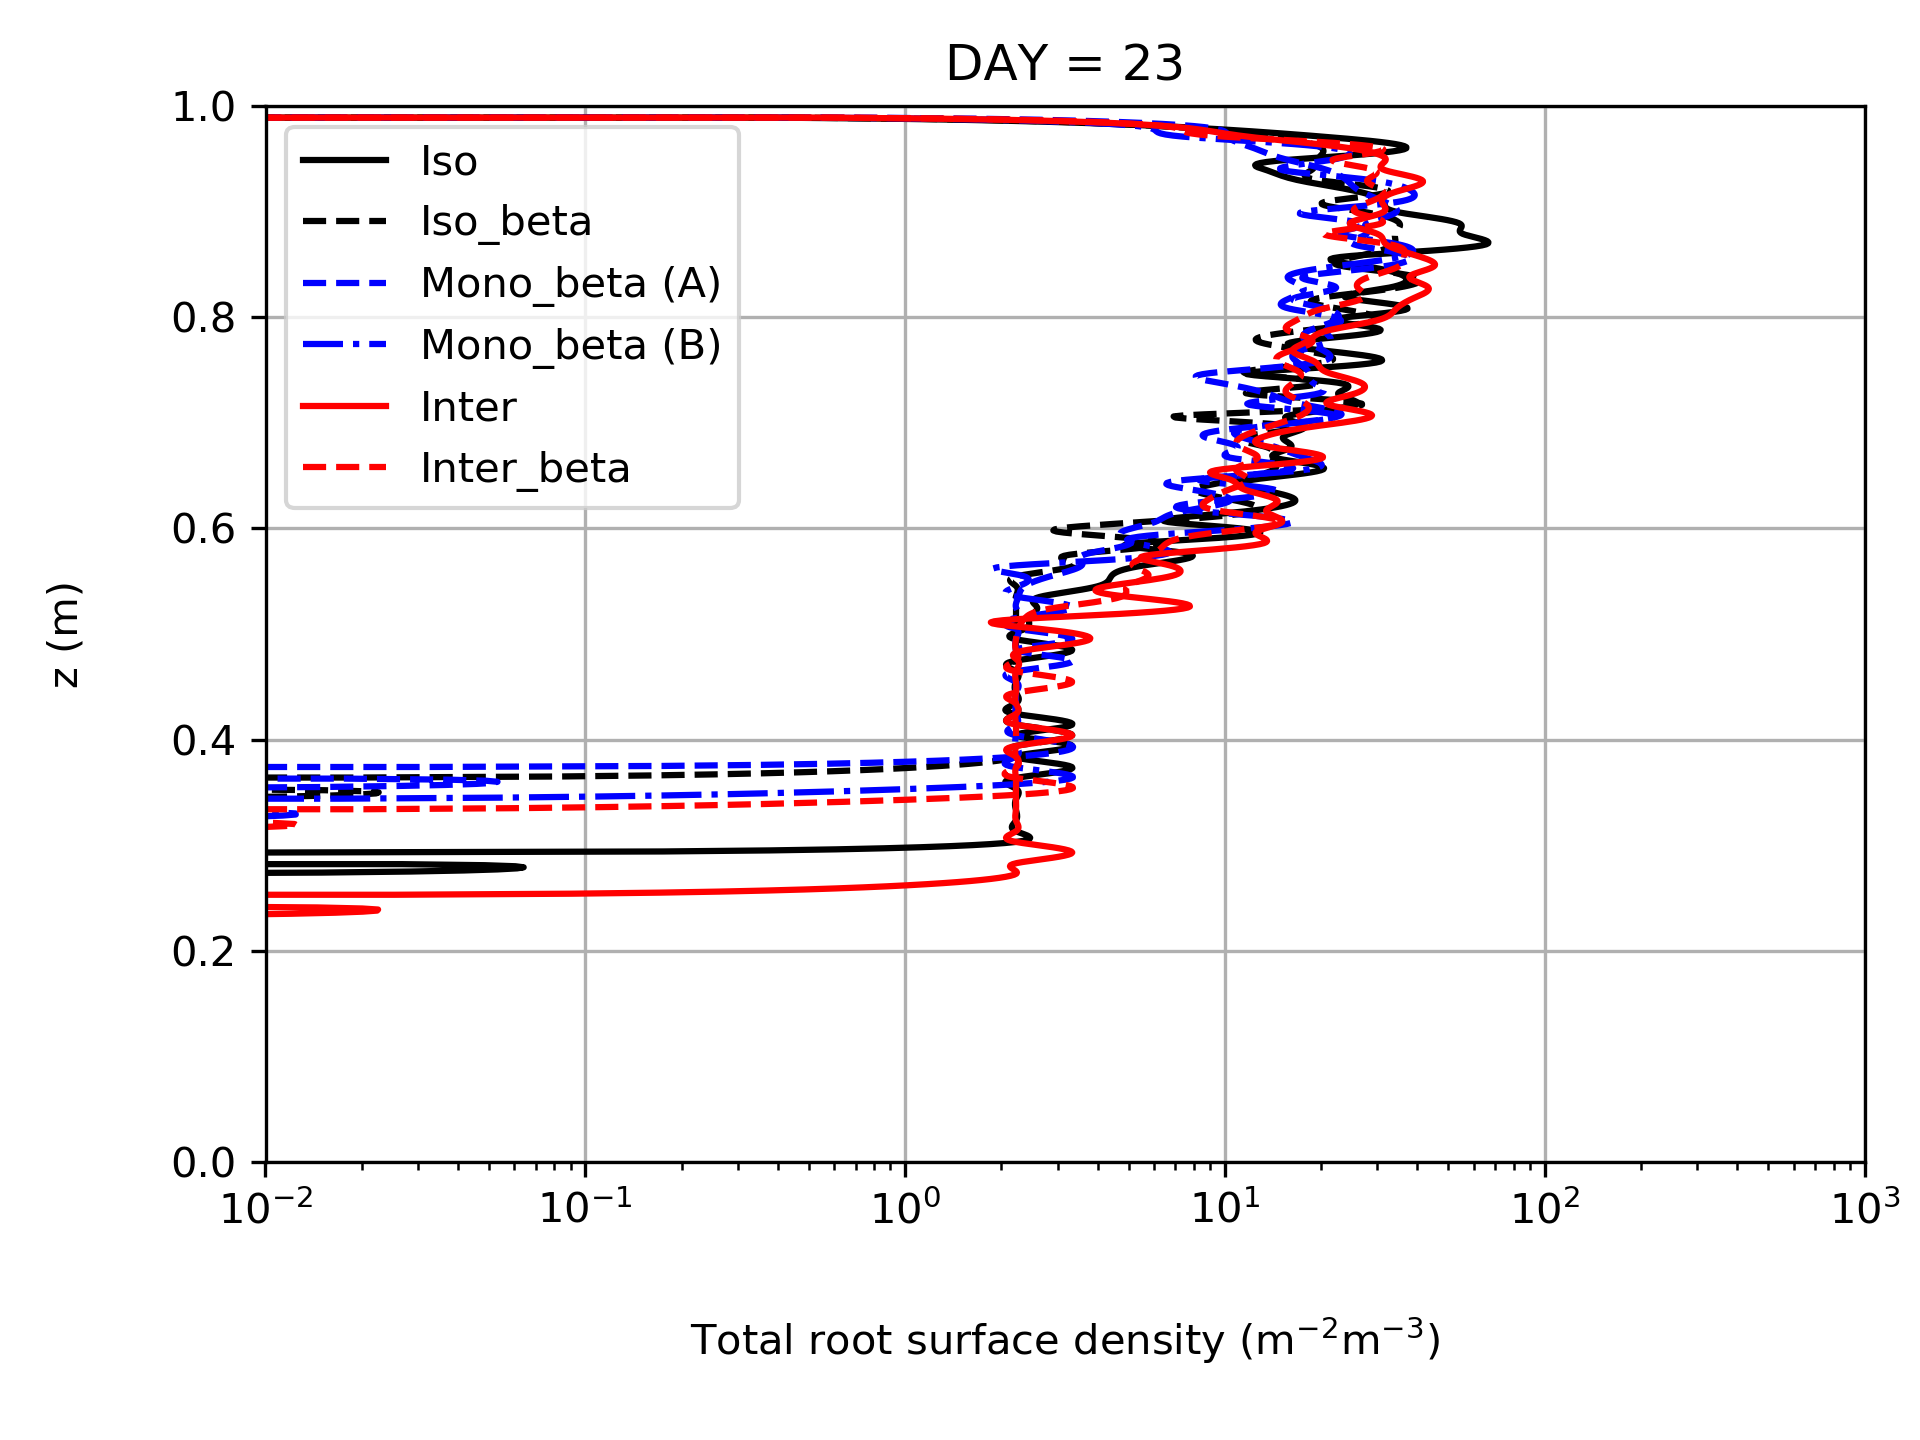 DAY = 23
1.0
0.8
0.6
0.4
0.2
0.0
z (m)
Iso
Iso_beta
Mono_beta (A)
Mono_beta (B)
Inter
Inter_beta
10⁻² 10⁻¹ 10⁰ 10¹ 10² 10³
Total root surface density (m⁻²m⁻³)